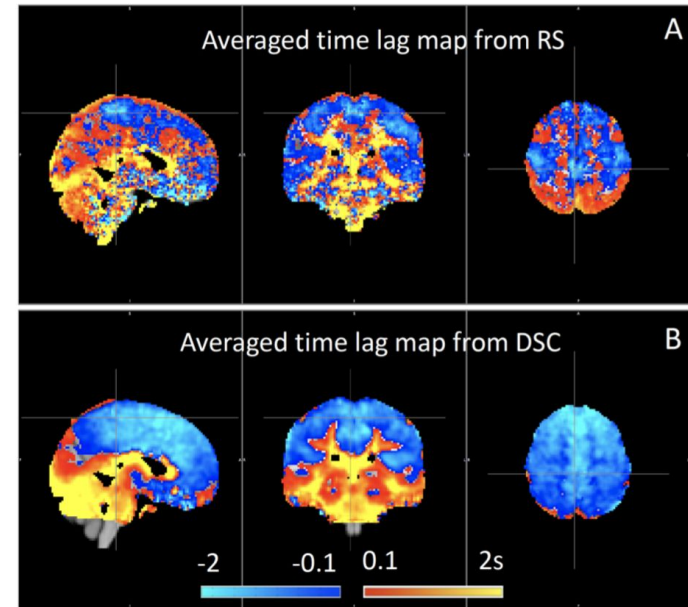 Averaged time lag map from RS
A
Averaged time lag map from DSC
B
-2 -0.1 0.1 2s